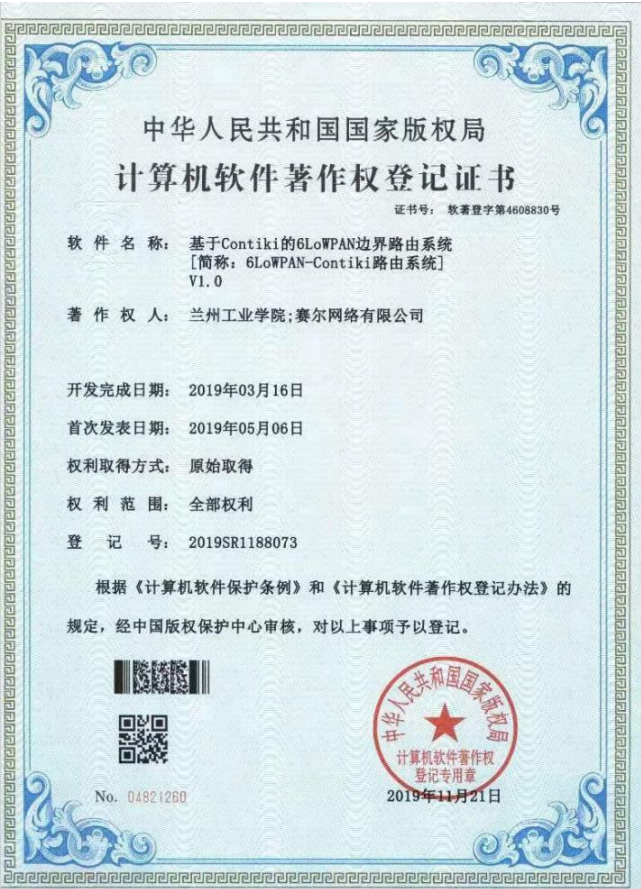 中华人民共和国国家版权局
计算机软件著作权登记证书
证书号： 软著登字第4608830号
软件名称： 基于Contiki的6LoWPAN边界路由系统
[简称：6LoWPAN-Contiki路由系统]
V1.0
著作权人： 兰州工业学院;赛尔网络有限公司
开发完成日期： 2019年03月16日
首次发表日期： 2019年05月06日
权利取得方式： 原始取得
权利范围： 全部权利
登记号： 2019SR1188073
根据《计算机软件保护条例》和《计算机软件著作权登记办法》的
规定，经中国版权保护中心审核，对以上事项予以登记。
中华人民共和国国家版权局
计算机软件著作权
登记专用章
No. 04821260
2019年11月21日